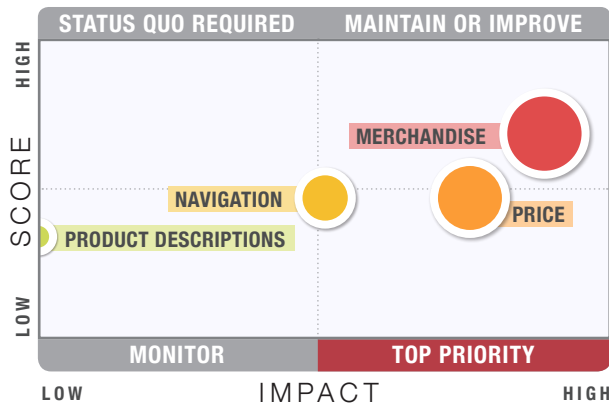 STATUS QUO REQUIRED
MAINTAIN OR IMPROVE
HIGH
SCORE
LOW
MERCHANDISE
NAVIGATION
PRICE
PRODUCT DESCRIPTIONS
MONITOR
TOP PRIORITY
LOW
IMPACT
HIGH